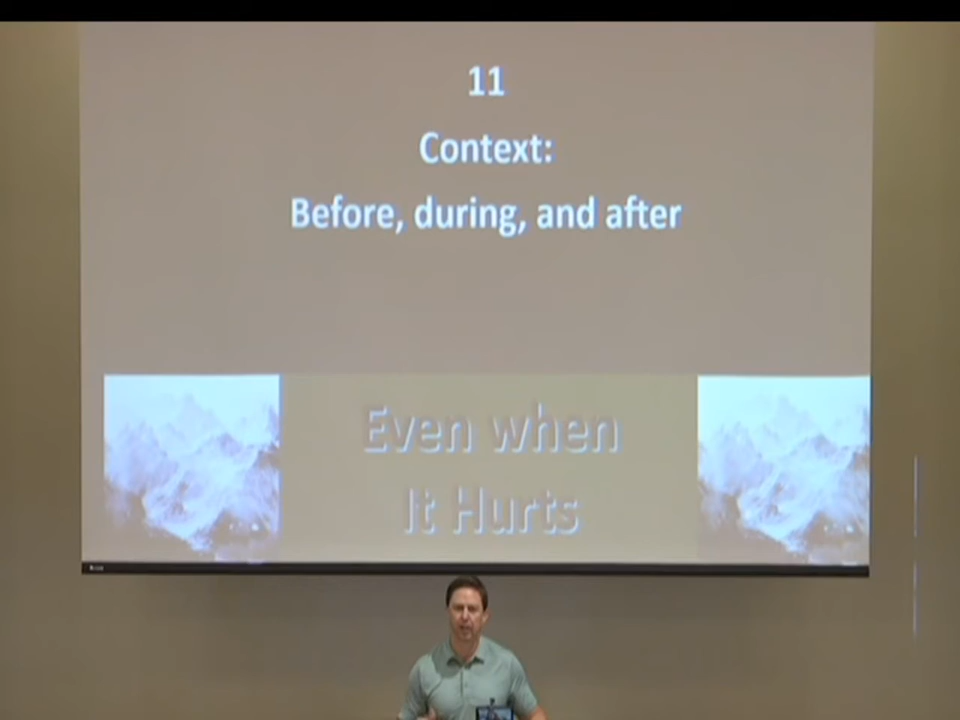 11
Context:
Before, during, and after
Even when
It Hurts